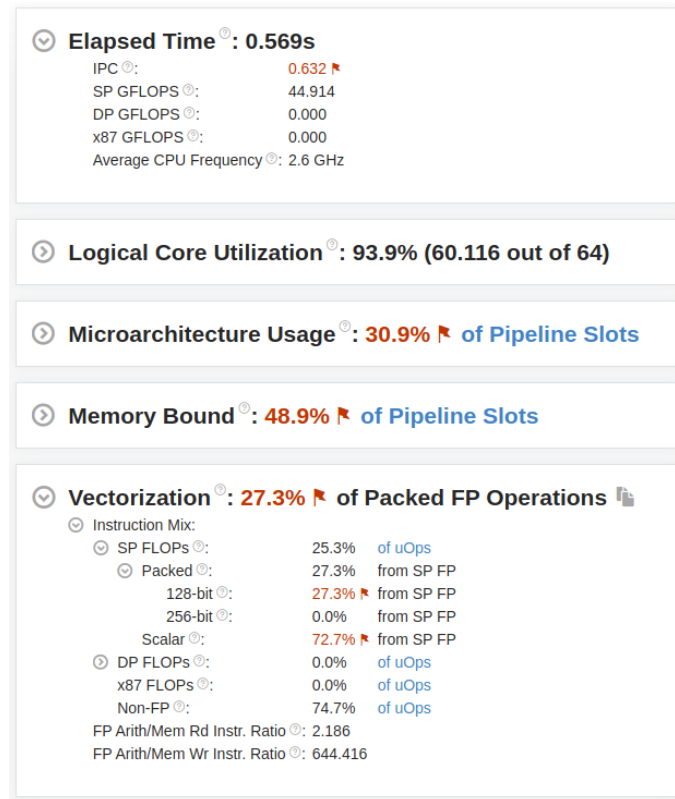 Elapsed Time ?: 0.569s
IPC ?: 0.632
SP GFLOPS ?: 44.914
DP GFLOPS ?: 0.000
x87 GFLOPS ?: 0.000
Average CPU Frequency ?: 2.6 GHz
Logical Core Utilization ?: 93.9% (60.116 out of 64)
Microarchitecture Usage ?: 30.9% of Pipeline Slots
Memory Bound ?: 48.9% of Pipeline Slots
Vectorization ?: 27.3% of Packed FP Operations
Instruction Mix:
SP FLOPs ?: 25.3% of uOps
Packed ?: 27.3% from SP FP
128-bit ?: 27.3% from SP FP
256-bit ?: 0.0% from SP FP
Scalar ?: 72.7% from SP FP
DP FLOPs ?: 0.0% of uOps
x87 FLOPs ?: 0.0% of uOps
Non-FP ?: 74.7% of uOps
FP Arith/Mem Rd Instr. Ratio ?: 2.186
FP Arith/Mem Wr Instr. Ratio ?: 644.416